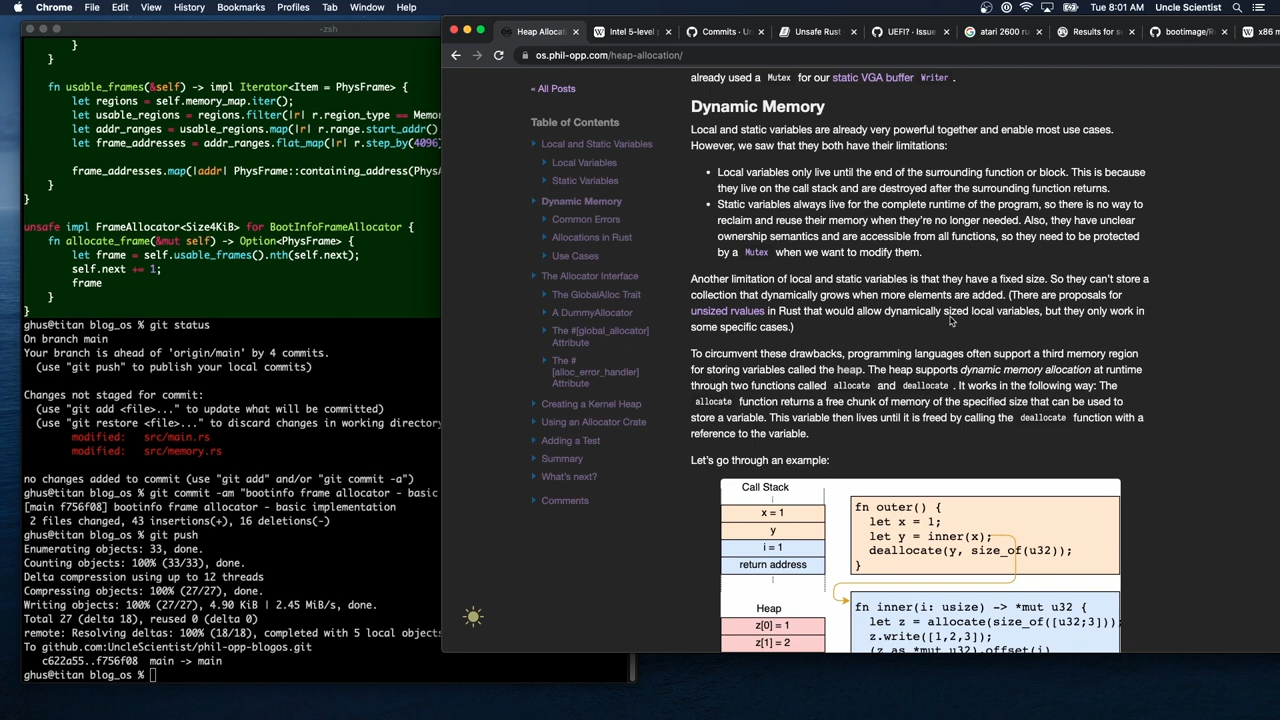 Chrome File Edit View History Bookmarks Profiles Tab Window Help Tue 8:01 AM Uncle Scientist
-zsh
}
}
fn usable_frames(&self) -> impl Iterator<Item = PhysFrame> {
let regions = self.memory_map.iter();
let usable_regions = regions.filter(|r| r.region_type == Memor
let addr_ranges = usable_regions.map(|r| r.range.start_addr()
let frame_addresses = addr_ranges.flat_map(|r| r.step_by(4096
frame_addresses.map(|addr| PhysFrame::containing_address(PhysA
}
}
unsafe impl FrameAllocator<Size4KiB> for BootInfoFrameAllocator {
fn allocate_frame(&mut self) -> Option<PhysFrame> {
let frame = self.usable_frames().nth(self.next);
self.next += 1;
frame
}
}
ghus@titan blog_os % git status
On branch main
Your branch is ahead of 'origin/main' by 4 commits.
(use "git push" to publish your local commits)
Changes not staged for commit:
(use "git add <file>..." to update what will be committed)
(use "git restore <file>..." to discard changes in working directory
modified: src/main.rs
modified: src/memory.rs
no changes added to commit (use "git add" and/or "git commit -a")
ghus@titan blog_os % git commit -am "bootinfo frame allocator - basic
[main f756f08] bootinfo frame allocator - basic implementation
2 files changed, 43 insertions(+), 16 deletions(-)
ghus@titan blog_os % git push
Enumerating objects: 33, done.
Counting objects: 100% (33/33), done.
Delta compression using up to 12 threads
Compressing objects: 100% (27/27), done.
Writing objects: 100% (27/27), 4.90 KiB | 2.45 MiB/s, done.
Total 27 (delta 18), reused 0 (delta 0)
remote: Resolving deltas: 100% (18/18), completed with 5 local objects
To github.com:UncleScientist/phil-opp-blogos.git
c622a55..f756f08 main -> main
ghus@titan blog_os %
Heap Allocat Intel 5-level p Commits · Un Unsafe Rust UEFI? · Issue atari 2600 ru Results for se bootimage/Re x86 m
os.phil-opp.com/heap-allocation/
« All Posts
Table of Contents
Local and Static Variables
Local Variables
Static Variables
Dynamic Memory
Common Errors
Allocations in Rust
Use Cases
The Allocator Interface
The GlobalAlloc Trait
A DummyAllocator
The #[global_allocator]
Attribute
The #
[alloc_error_handler]
Attribute
Creating a Kernel Heap
Using an Allocator Crate
Adding a Test
Summary
What's next?
Comments
already used a Mutex for our static VGA buffer Writer .
Dynamic Memory
Local and static variables are already very powerful together and enable most use cases.
However, we saw that they both have their limitations:
• Local variables only live until the end of the surrounding function or block. This is because
they live on the call stack and are destroyed after the surrounding function returns.
• Static variables always live for the complete runtime of the program, so there is no way to
reclaim and reuse their memory when they're no longer needed. Also, they have unclear
ownership semantics and are accessible from all functions, so they need to be protected
by a Mutex when we want to modify them.
Another limitation of local and static variables is that they have a fixed size. So they can't store a
collection that dynamically grows when more elements are added. (There are proposals for
unsized rvalues in Rust that would allow dynamically sized local variables, but they only work in
some specific cases.)
To circumvent these drawbacks, programming languages often support a third memory region
for storing variables called the heap. The heap supports dynamic memory allocation at runtime
through two functions called allocate and deallocate . It works in the following way: The
allocate function returns a free chunk of memory of the specified size that can be used to
store a variable. This variable then lives until it is freed by calling the deallocate function with a
reference to the variable.
Let's go through an example:
Call Stack
x = 1
y
i = 1
return address
Heap
z[0] = 1
z[1] = 2
fn outer() {
let x = 1;
let y = inner(x);
deallocate(y, size_of(u32));
}
fn inner(i: usize) -> *mut u32 {
let z = allocate(size_of([u32;3]));
z.write([1,2,3]);
(z as *mut u32).offset(i)